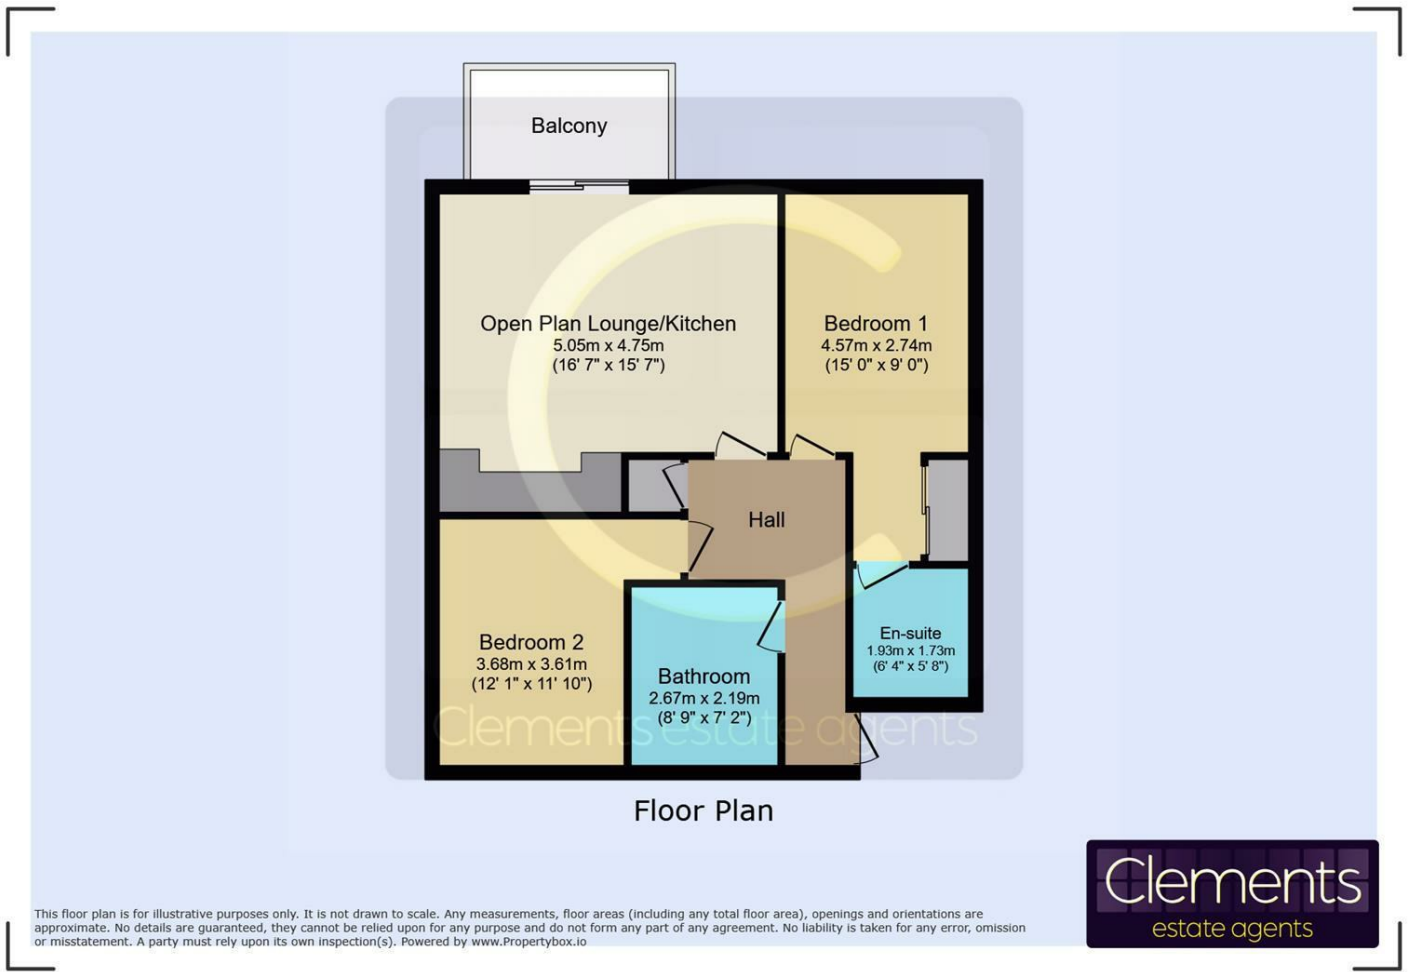 Balcony
Open Plan Lounge/Kitchen
5.05m x 4.75m
(16' 7" x 15' 7")
Bedroom 1
4.57m x 2.74m
(15' 0" x 9' 0")
Hall
Bedroom 2
3.68m x 3.61m
(12' 1" x 11' 10")
Bathroom
2.67m x 2.19m
(8' 9" x 7' 2")
En-suite
1.93m x 1.73m
(6' 4" x 5' 8")
Clements estate agents
Floor Plan
Clements
estate agents
This floor plan is for illustrative purposes only. It is not drawn to scale. Any measurements, floor areas (including any total floor area), openings and orientations are
approximate. No details are guaranteed, they cannot be relied upon for any purpose and do not form any part of any agreement. No liability is taken for any error, omission
or misstatement. A party must rely upon its own inspection(s). Powered by www.Propertybox.io